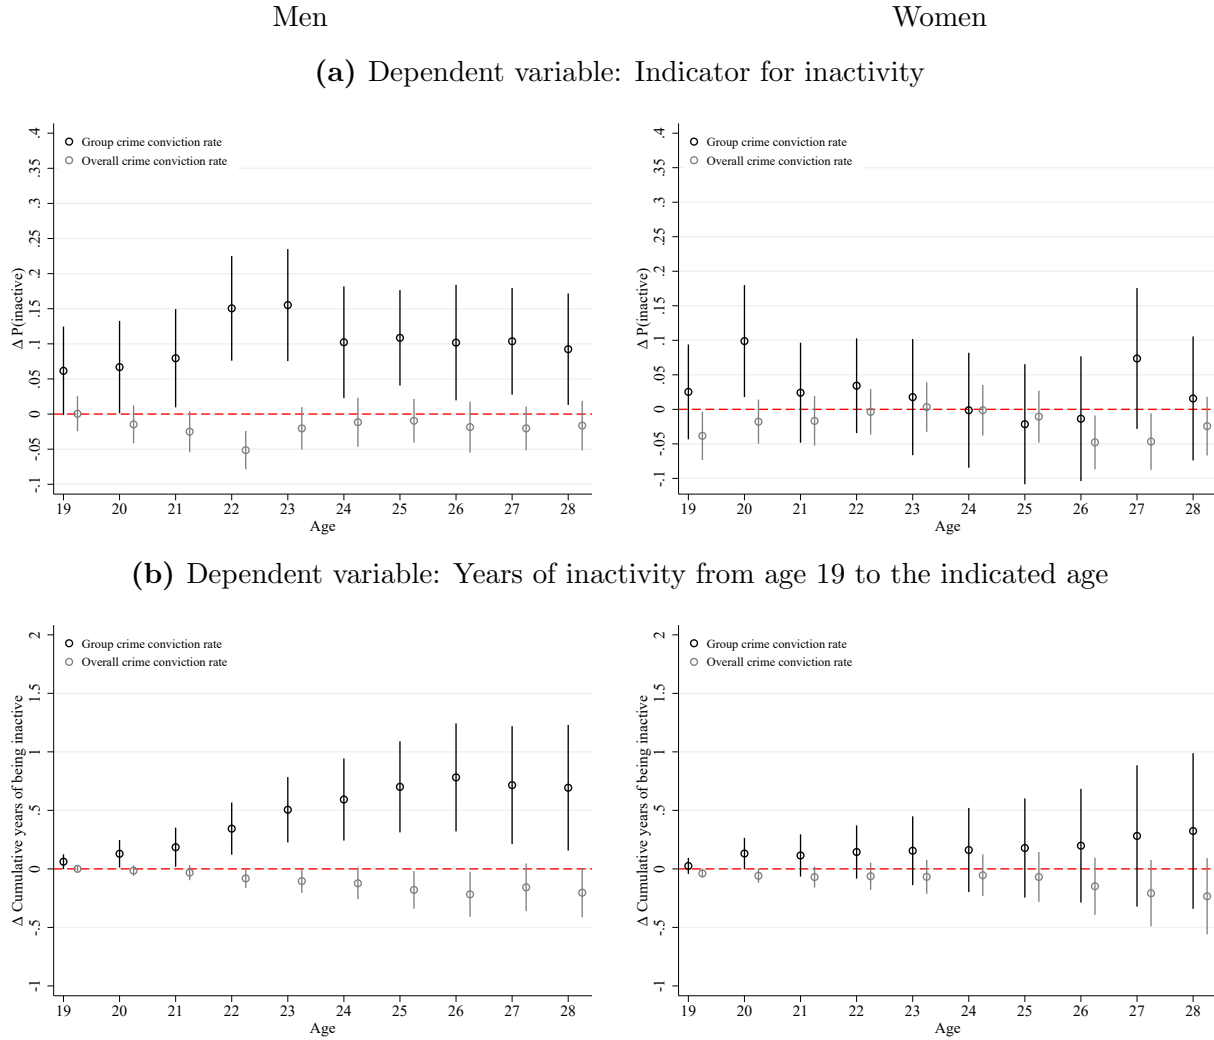 Men
Women
(a) Dependent variable: Indicator for inactivity
Group crime conviction rate
Overall crime conviction rate
Δ P(inactive)
.4
.35
.3
.25
.2
.15
.1
.05
0
-.05
-.1
19 20 21 22 23 24 25 26 27 28
Age
Group crime conviction rate
Overall crime conviction rate
Δ P(inactive)
.4
.35
.3
.25
.2
.15
.1
.05
0
-.05
-.1
19 20 21 22 23 24 25 26 27 28
Age
(b) Dependent variable: Years of inactivity from age 19 to the indicated age
Group crime conviction rate
Overall crime conviction rate
Δ Cumulative years of being inactive
2
1.5
1
.5
0
-.5
-1
19 20 21 22 23 24 25 26 27 28
Age
Group crime conviction rate
Overall crime conviction rate
Δ Cumulative years of being inactive
2
1.5
1
.5
0
-.5
-1
19 20 21 22 23 24 25 26 27 28
Age